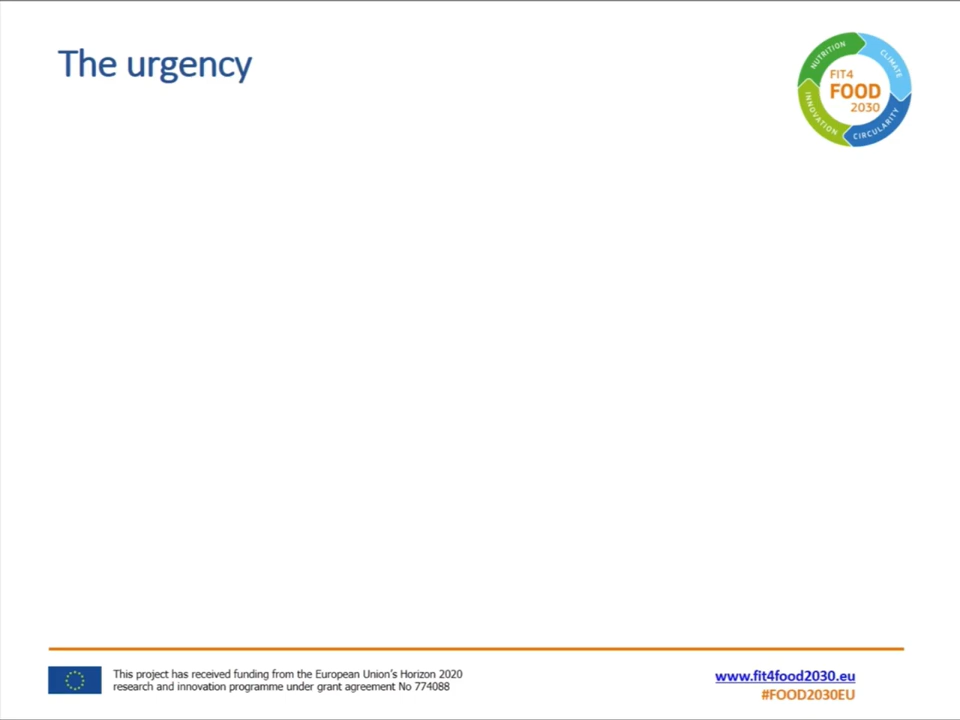 The urgency
NUTRITION
CLIMATE
CIRCULARITY
INNOVATION
FIT4
FOOD
2030
This project has received funding from the European Union's Horizon 2020
research and innovation programme under grant agreement No 774088
www.fit4food2030.eu
#FOOD2030EU